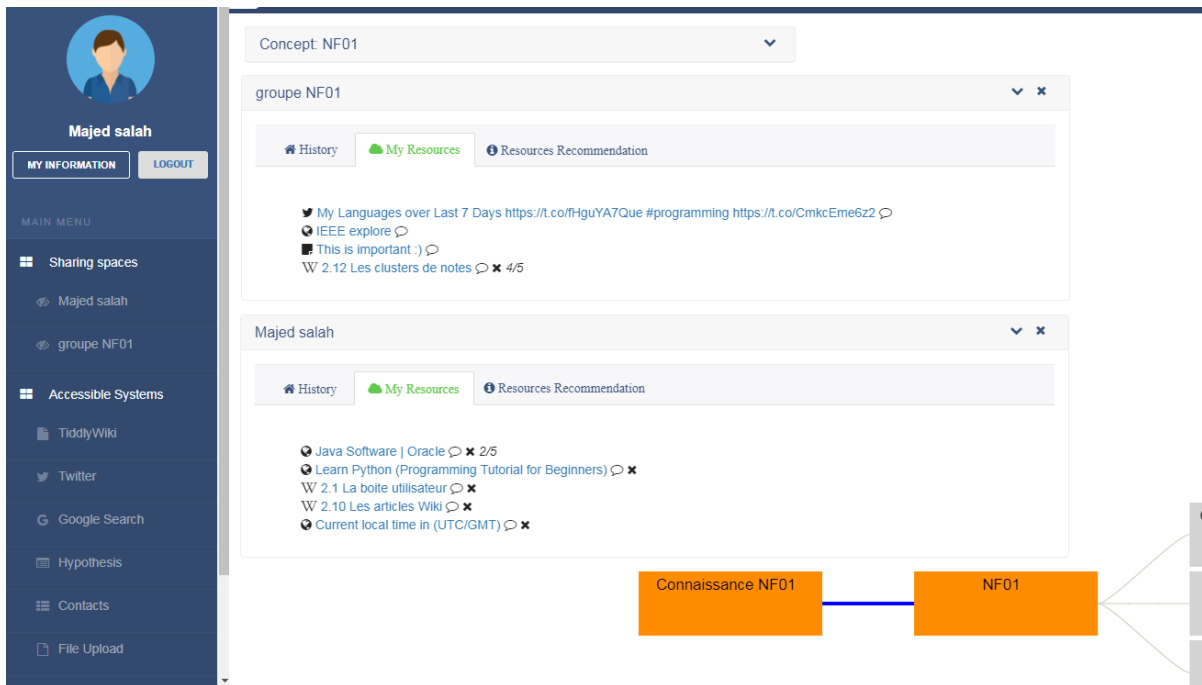 Majed salah
MY INFORMATION
LOGOUT
MAIN MENU
Sharing spaces
Majed salah
groupe NF01
Accessible Systems
TiddlyWiki
Twitter
Google Search
Hypothesis
Contacts
File Upload
Concept: NF01
groupe NF01
History My Resources Resources Recommendation
My Languages over Last 7 Days https://t.co/fHguYA7Que #programming https://t.co/CmkcEme6z2
IEEE explore
This is important :)
W 2.12 Les clusters de notes 4/5
Majed salah
History My Resources Resources Recommendation
Java Software | Oracle 2/5
Learn Python (Programming Tutorial for Beginners)
W 2.1 La boite utilisateur
W 2.10 Les articles Wiki
Current local time in (UTC/GMT)
Connaissance NF01
NF01